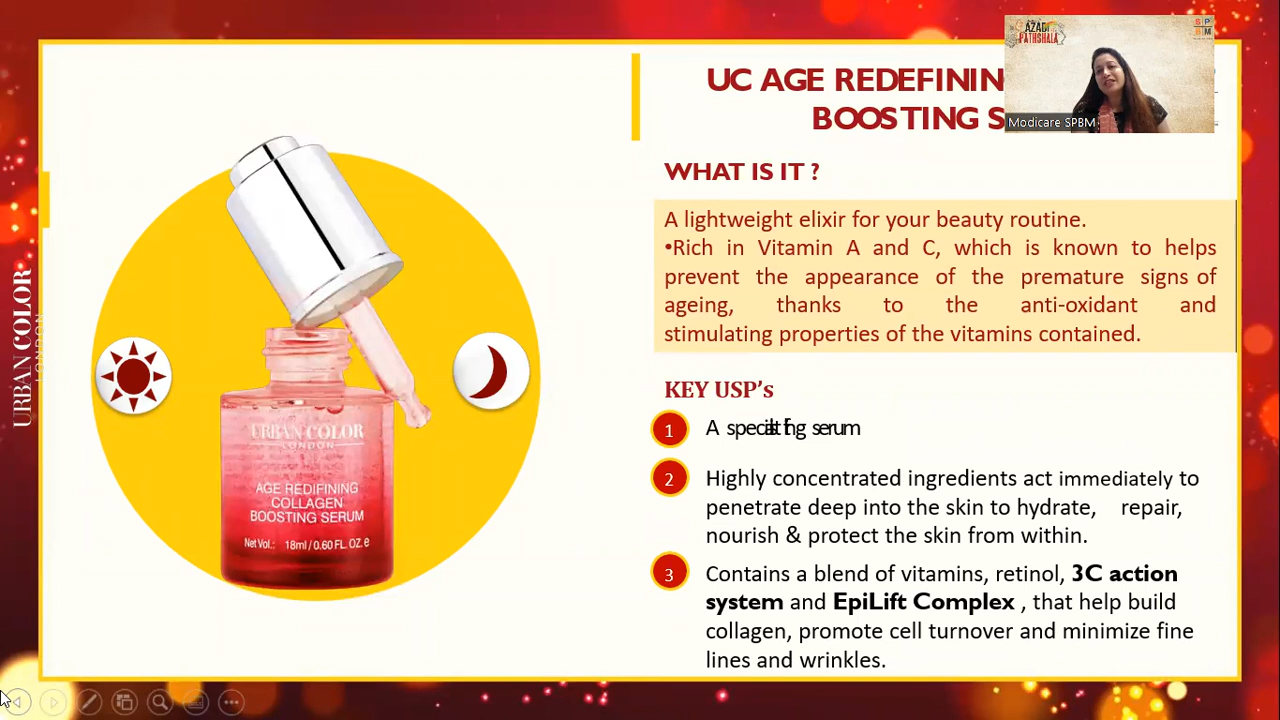 UC AGE REDEFININ
BOOSTING S
AZADI
PATHSHALA
S P
B M
Modicare SPBM
WHAT IS IT ?
A lightweight elixir for your beauty routine.
•Rich in Vitamin A and C, which is known to helps
prevent the appearance of the premature signs of
ageing, thanks to the anti-oxidant and
stimulating properties of the vitamins contained.
KEY USP's
1
A serum
2
Highly concentrated ingredients act immediately to
penetrate deep into the skin to hydrate, repair,
nourish & protect the skin from within.
3
Contains a blend of vitamins, retinol, 3C action
system and EpiLift Complex , that help build
collagen, promote cell turnover and minimize fine
lines and wrinkles.
URBAN COLOR
LONDON
URBAN COLOR
LONDON
AGE REDIFINING
COLLAGEN
BOOSTING SERUM
Net Vol.: 18ml/0.60 FL. OZ. e